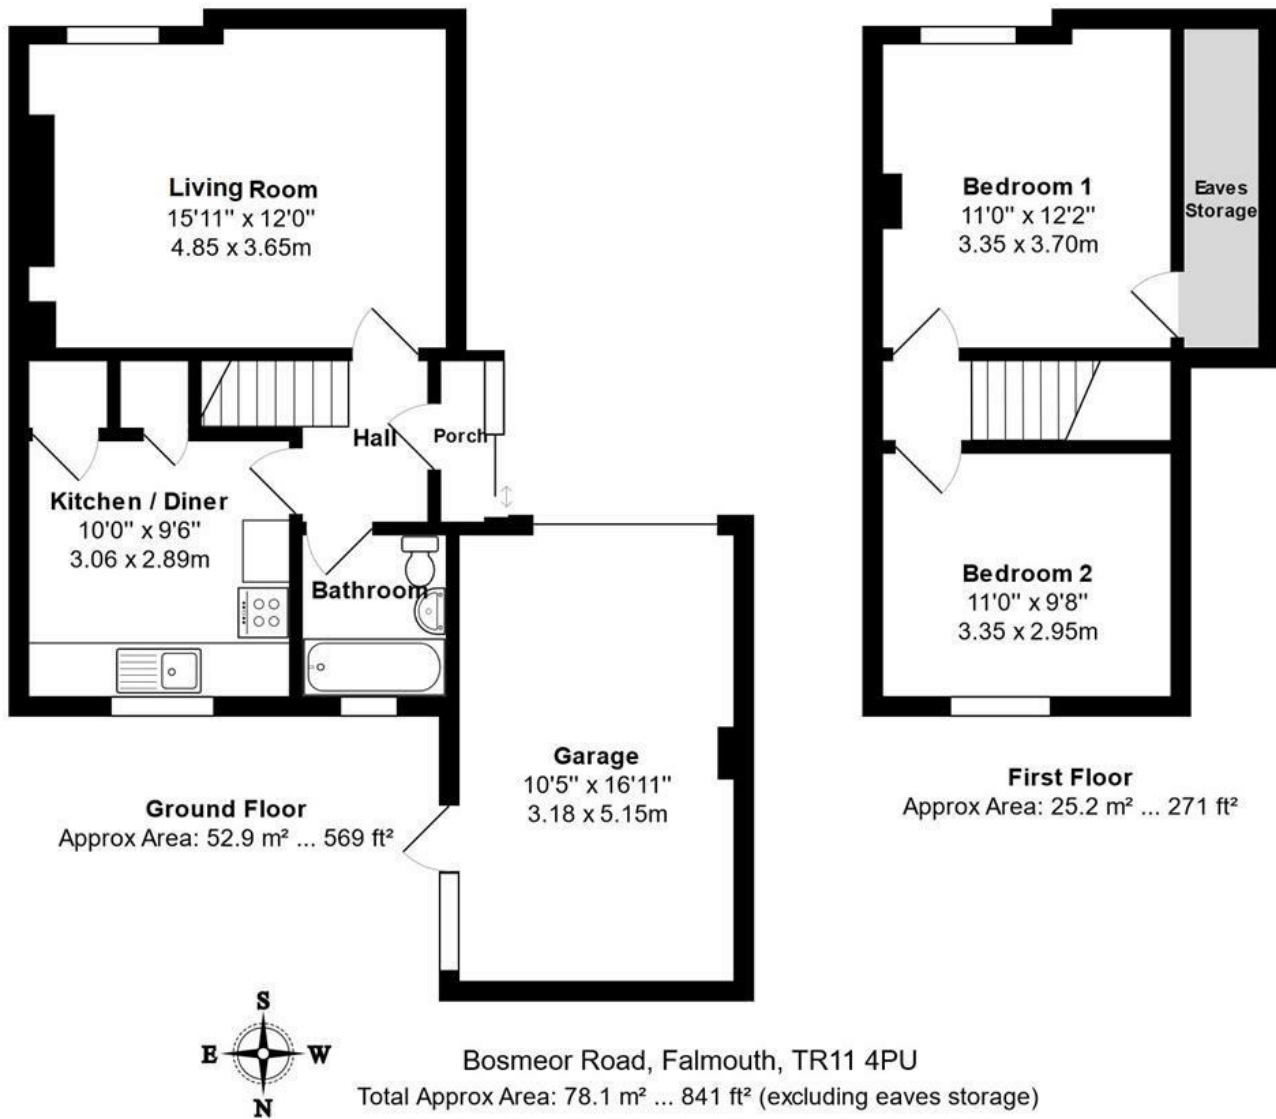 Living Room
15'11" x 12'0"
4.85 x 3.65m
Hall
Porch
Kitchen / Diner
10'0" x 9'6"
3.06 x 2.89m
Bathroom
Garage
10'5" x 16'11"
3.18 x 5.15m
Ground Floor
Approx Area: 52.9 m² ... 569 ft²
Bedroom 1
11'0" x 12'2"
3.35 x 3.70m
Eaves
Storage
Bedroom 2
11'0" x 9'8"
3.35 x 2.95m
First Floor
Approx Area: 25.2 m² ... 271 ft²
S
E W
N
Bosmeor Road, Falmouth, TR11 4PU
Total Approx Area: 78.1 m² ... 841 ft² (excluding eaves storage)